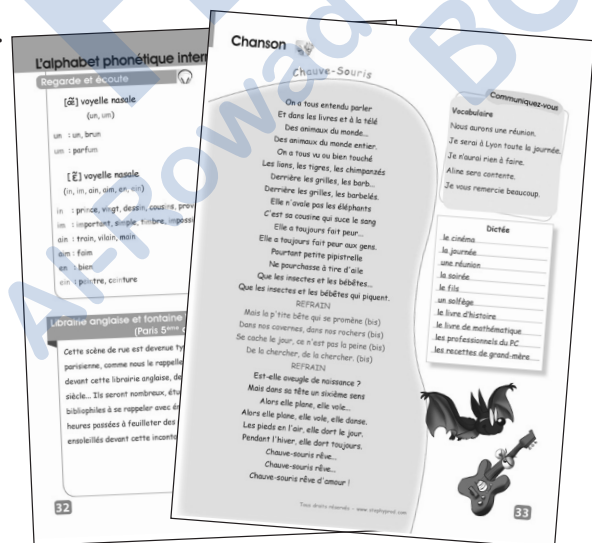 L'alphabet phonétique inter
Regarde et écoute
[œ̃] voyelle nasale
(un, um)
un : un, brun
um : parfum
[ɛ̃] voyelle nasale
(in, im, ain, aim, en, ein)
in : prince, vingt, dessin, cousins, prov
im : important, simple, timbre, impossi
ain : train, vilain, main
aim : faim
en : bien
ein : peintre, ceinture
Librairie anglaise et fontaine
(Paris 5ème
Cette scène de rue est devenue ty
parisienne, comme nous le rappelle
devant cette librairie anglaise, de
siècle... Ils seront nombreux, étu
bibliophiles à se rappeler avec ém
heures passées à feuilleter des
ensoleillés devant cette inconto
32
Chanson
Chauve-Souris
On a tous entendu parler
Et dans les livres et à la télé
Des animaux du monde...
Des animaux du monde entier.
On a tous vu ou bien touché
Les lions, les tigres, les chimpanzés
Derrière les grilles, les barb...
Derrière les grilles, les barbelés.
Elle n'avale pas les éléphants
C'est sa cousine qui suce le sang
Elle a toujours fait peur...
Elle a toujours fait peur aux gens.
Pourtant petite pipistrelle
Ne pourchasse à tire d'aile
Que les insectes et les bébêtes...
Que les insectes et les bébêtes qui piquent.
REFRAIN
Mais la p'tite bête qui se promène (bis)
Dans nos cavernes, dans nos rochers (bis)
Se cache le jour, ce n'est pas la peine (bis)
De la chercher, de la chercher. (bis)
REFRAIN
Est-elle aveugle de naissance ?
Mais dans sa tête un sixième sens
Alors elle plane, elle vole...
Alors elle plane, elle vole, elle danse.
Les pieds en l'air, elle dort le jour.
Pendant l'hiver, elle dort toujours.
Chauve-souris rêve...
Chauve-souris rêve...
Chauve-souris rêve d'amour !
Tous droits réservés - www.stephyprod.com
Communiquez-vous
Vocabulaire
Nous aurons une réunion.
Je serai à Lyon toute la journée.
Je n'aurai rien à faire.
Aline sera contente.
Je vous remercie beaucoup.
Dictée
le cinéma
la journée
une réunion
la soirée
le fils
un solfège
le livre d'histoire
le livre de mathématique
les professionnels du PC
les recettes de grand-mère
33
Al-Rowad